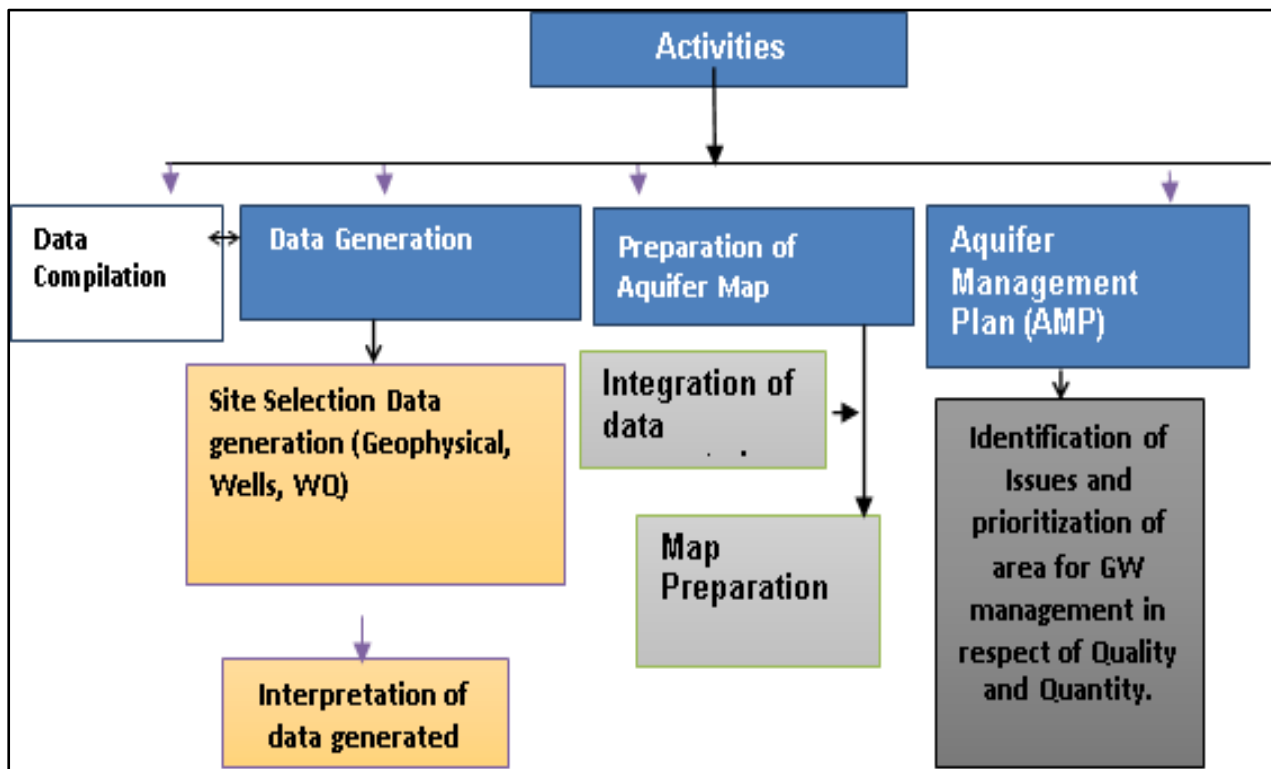 Activities
Data
Compilation
Data Generation
Preparation of
Aquifer Map
Aquifer
Management
Plan (AMP)
Site Selection Data
generation (Geophysical,
Wells, WQ)
Interpretation of
data generated
Integration of
data
Map
Preparation
Identification of
Issues and
prioritization of
area for GW
management in
respect of Quality
and Quantity.